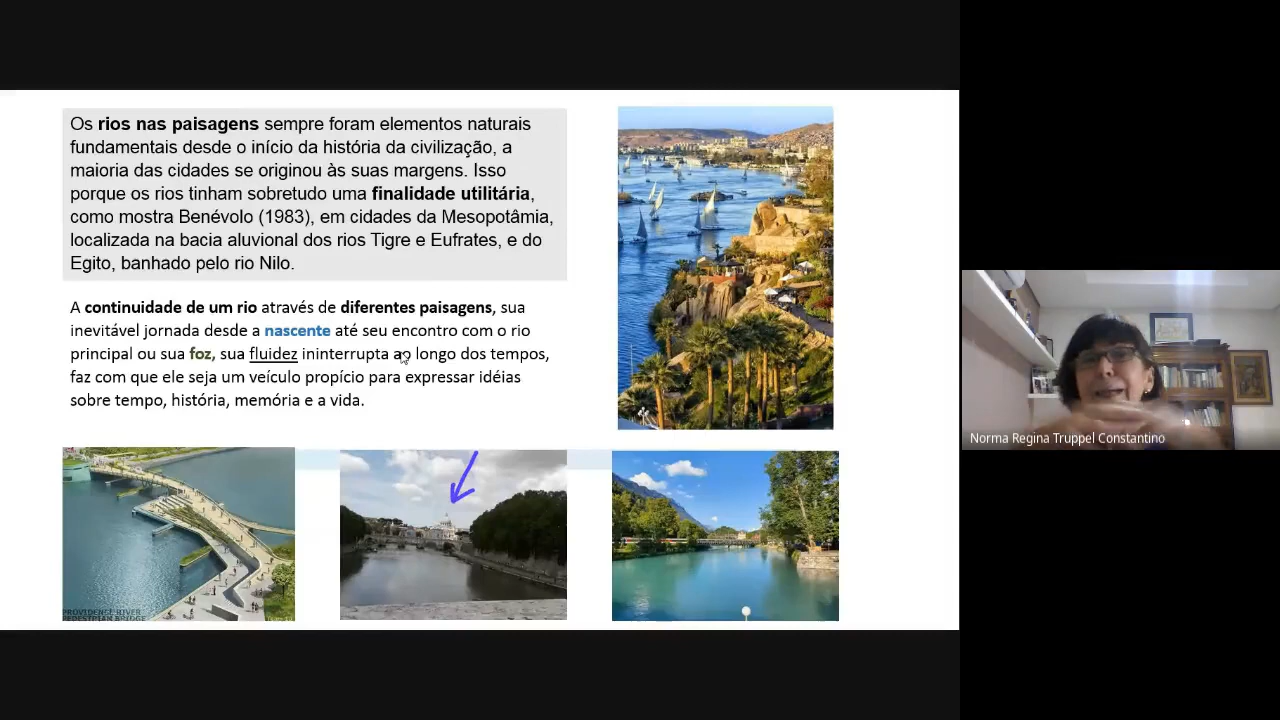 Os rios nas paisagens sempre foram elementos naturais
fundamentais desde o início da história da civilização, a
maioria das cidades se originou às suas margens. Isso
porque os rios tinham sobretudo uma finalidade utilitária,
como mostra Benévolo (1983), em cidades da Mesopotâmia,
localizada na bacia aluvional dos rios Tigre e Eufrates, e do
Egito, banhado pelo rio Nilo.
A continuidade de um rio através de diferentes paisagens, sua
inevitável jornada desde a nascente até seu encontro com o rio
principal ou sua foz, sua fluidez ininterrupta ao longo dos tempos,
faz com que ele seja um veículo propício para expressar idéias
sobre tempo, história, memória e a vida.
PROVIDENCE RIVER
PEDESTRIAN BRIDGE
Norma Regina Truppel Constantino